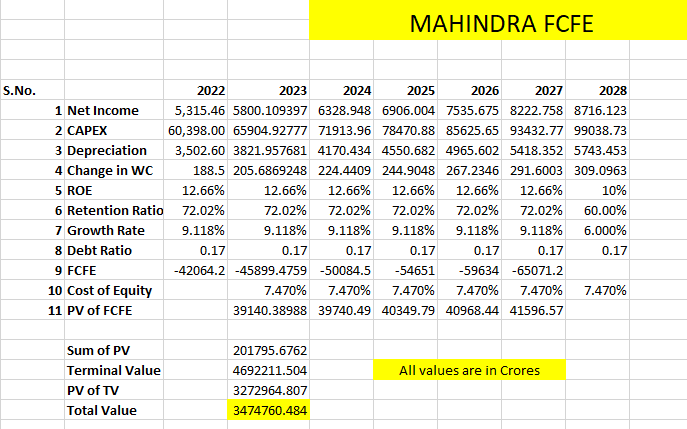 MAHINDRA FCFE
S.No. 2022 2023 2024 2025 2026 2027 2028
1 Net Income 5,315.46 5800.109397 6328.948 6906.004 7535.675 8222.758 8716.123
2 CAPEX 60,398.00 65904.92777 71913.96 78470.88 85625.65 93432.77 99038.73
3 Depreciation 3,502.60 3821.957681 4170.434 4550.682 4965.602 5418.352 5743.453
4 Change in WC 188.5 205.6869248 224.4409 244.9048 267.2346 291.6003 309.0963
5 ROE 12.66% 12.66% 12.66% 12.66% 12.66% 12.66% 10%
6 Retention Ratio 72.02% 72.02% 72.02% 72.02% 72.02% 72.02% 60.00%
7 Growth Rate 9.118% 9.118% 9.118% 9.118% 9.118% 9.118% 6.000%
8 Debt Ratio 0.17 0.17 0.17 0.17 0.17 0.17 0.17
9 FCFE -42064.2 -45899.4759 -50084.5 -54651 -59634 -65071.2
10 Cost of Equity 7.470% 7.470% 7.470% 7.470% 7.470% 7.470%
11 PV of FCFE 39140.38988 39740.49 40349.79 40968.44 41596.57
Sum of PV 201795.6762
Terminal Value 4692211.504 All values are in Crores
PV of TV 3272964.807
Total Value 3474760.484